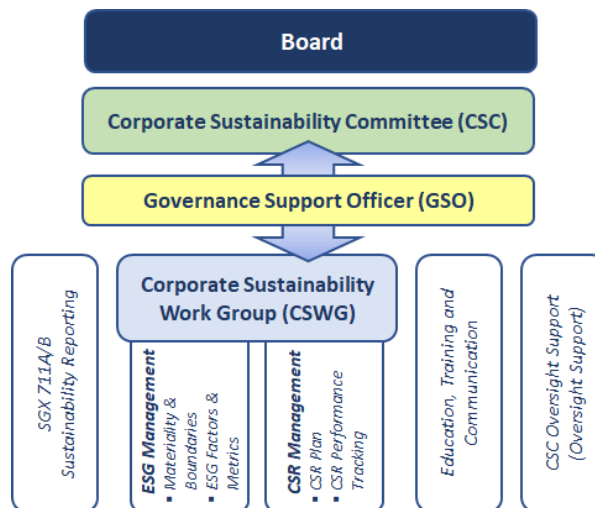 Board
Corporate Sustainability Committee (CSC)
Governance Support Officer (GSO)
SGX 711A/B
Sustainability Reporting
Corporate Sustainability
Work Group (CSWG)
ESG Management
▪ Materiality &
Boundaries
▪ ESG Factors &
Metrics
CSR Management
▪ CSR Plan
▪ CSR Performance
Tracking
Education, Training and
Communication
CSC Oversight Support
(Oversight Support)